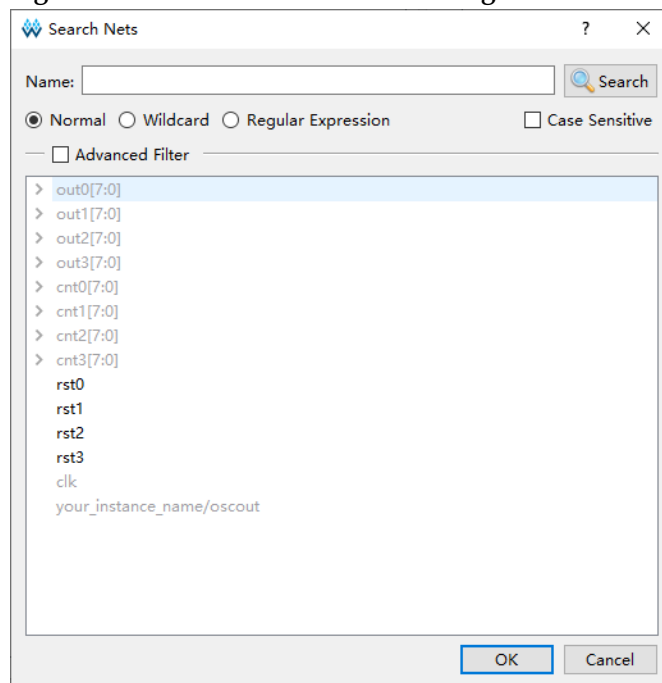 Search Nets ?
Name: Search
Normal Wildcard Regular Expression Case Sensitive
Advanced Filter
out0[7:0]
out1[7:0]
out2[7:0]
out3[7:0]
cnt0[7:0]
cnt1[7:0]
cnt2[7:0]
cnt3[7:0]
rst0
rst1
rst2
rst3
clk
your_instance_name/oscout
OK Cancel